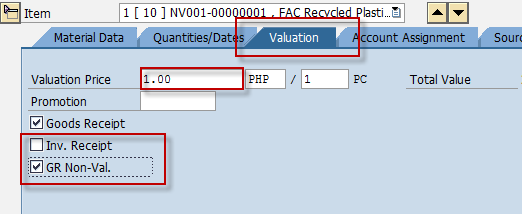 Item 1 [ 10 ] NV001-00000001 , FAC Recycled Plasti...
Material Data Quantities/Dates Valuation Account Assignment Sourc
Valuation Price 1.00 PHP / 1 PC Total Value
Promotion
Goods Receipt
Inv. Receipt
GR Non-Val.